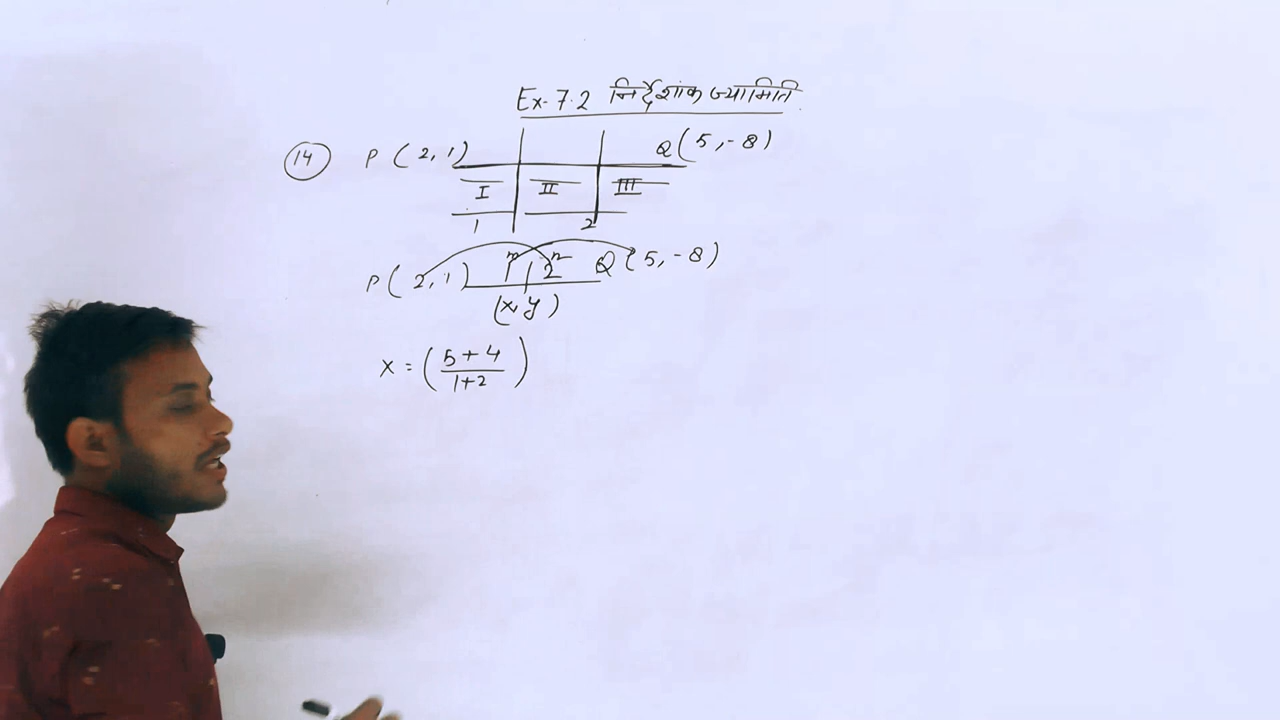 Ex- 7.2 निर्देशांक ज्यामिति
14 P ( 2, 1) Q ( 5, -8)
I II III
1 2
m n
P ( 2, 1) 1 2 Q ( 5, -8)
(x, y)
x = ( 5 + 4 / 1+2 )